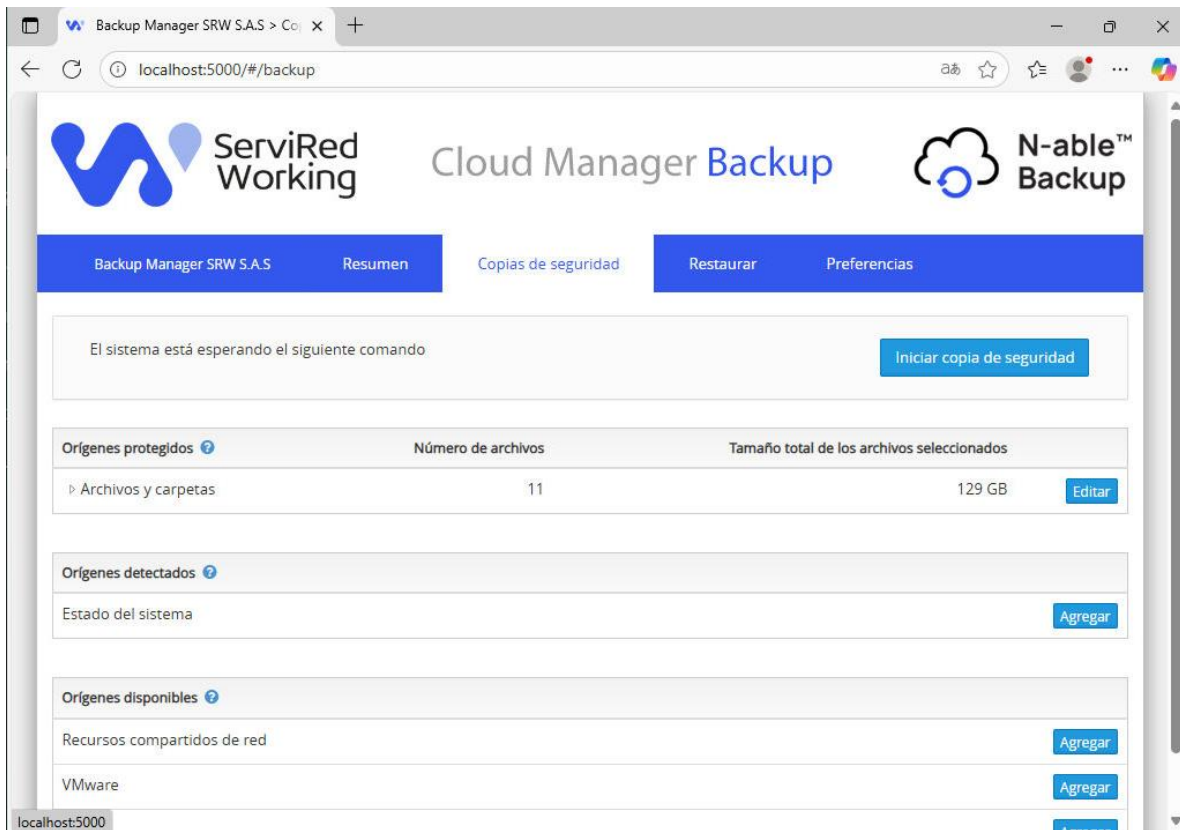 Backup Manager SRW S.A.S > Co
localhost:5000/#/backup
ServiRed
Working
Cloud Manager Backup
N-able™
Backup
Backup Manager SRW S.A.S Resumen Copias de seguridad Restaurar Preferencias
El sistema está esperando el siguiente comando Iniciar copia de seguridad
Orígenes protegidos Número de archivos Tamaño total de los archivos seleccionados
Archivos y carpetas 11 129 GB Editar
Orígenes detectados
Estado del sistema Agregar
Orígenes disponibles
Recursos compartidos de red Agregar
VMware Agregar
localhost:5000